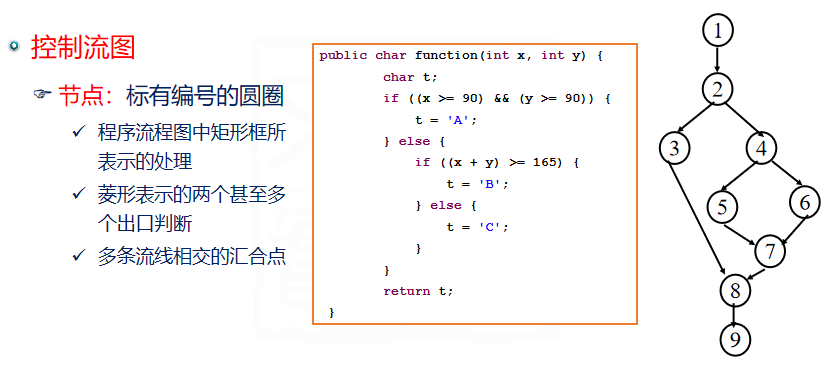 控制流图
节点：标有编号的圆圈
程序流程图中矩形框所
表示的处理
菱形表示的两个甚至多
个出口判断
多条流线相交的汇合点
public char function(int x, int y) {
char t;
if ((x >= 90) && (y >= 90)) {
t = 'A';
} else {
if ((x + y) >= 165) {
t = 'B';
} else {
t = 'C';
}
}
return t;
}
1
2
3
4
5
6
7
8
9